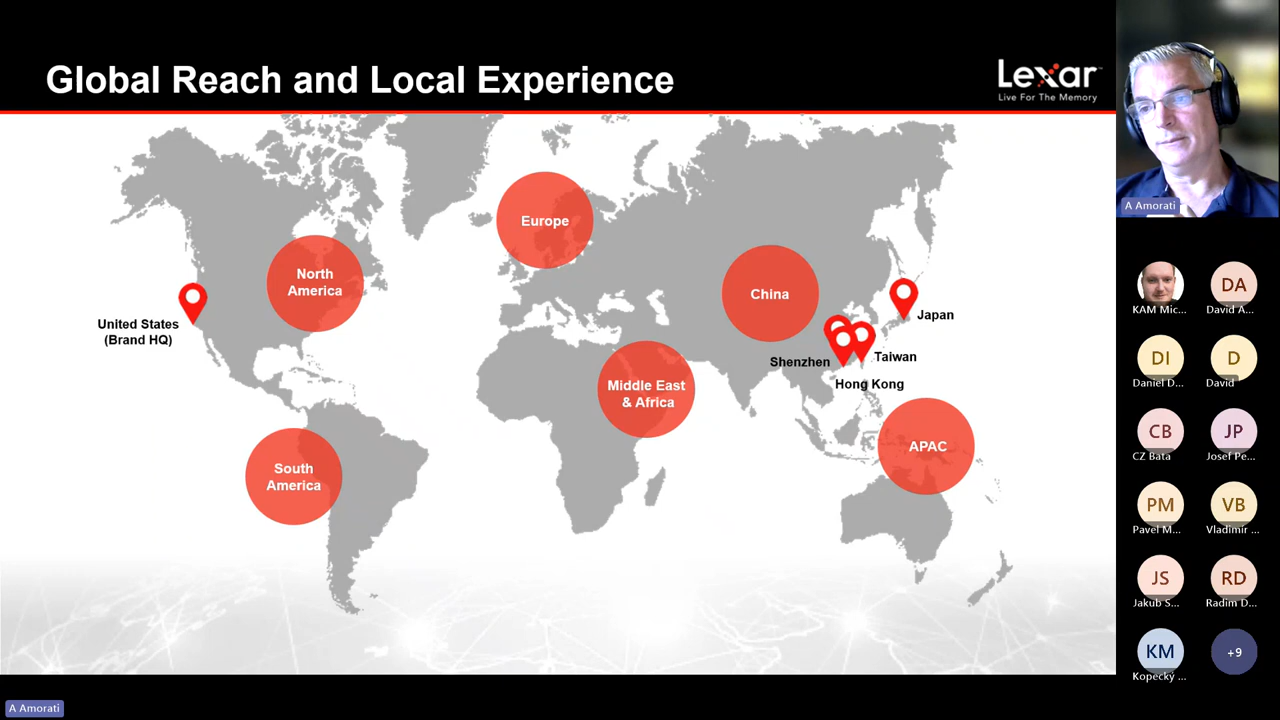 Global Reach and Local Experience
Lexar
Live For The Memory
Europe
North
America
China
United States
(Brand HQ)
Japan
Shenzhen
Taiwan
Hong Kong
Middle East
& Africa
APAC
South
America
A Amorati
KAM Mic...
DA
David A...
DI
Daniel D...
D
David
CB
CZ Bata
JP
Josef Pe...
PM
Pavel M...
VB
Vladimír ...
JS
Jakub S...
RD
Radim D...
KM
Kopecký ...
+9
A Amorati